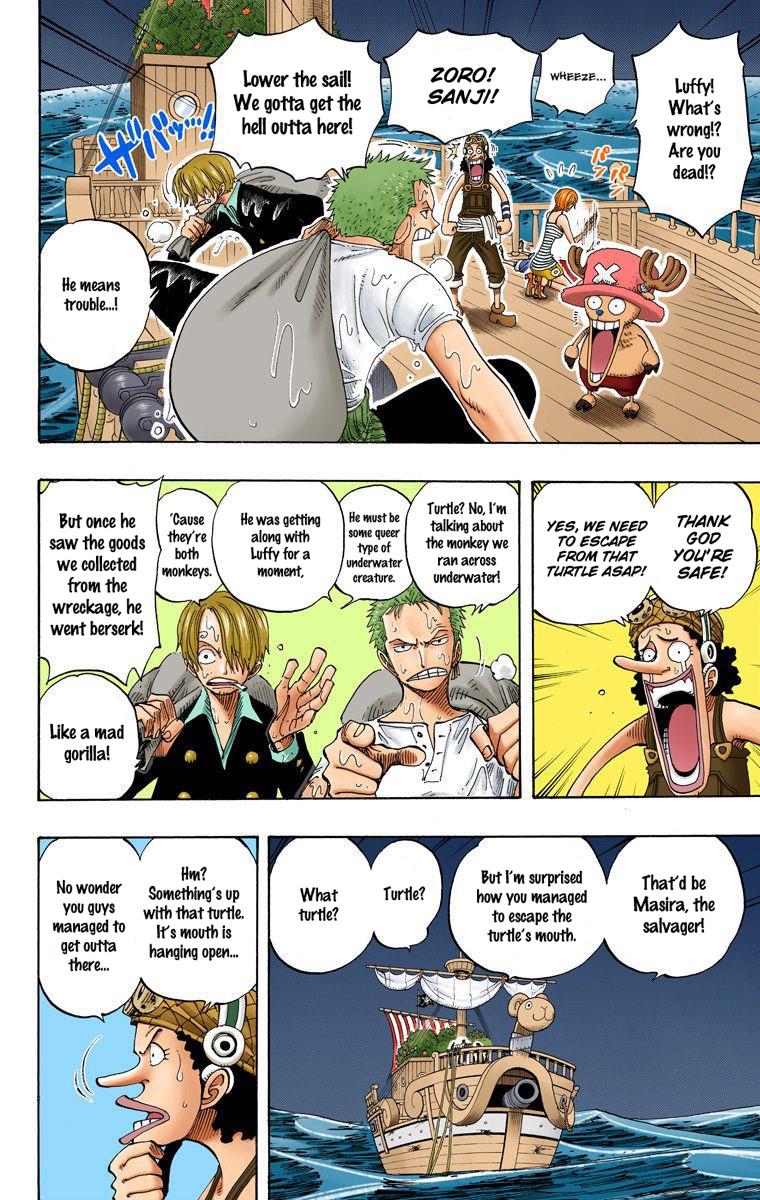 Luffy!
What's
wrong!?
Are you
dead!?
WHEEZE...
ZORO!
SANJI!
Lower the sail!
We gotta get the
hell outta here!
パ
パ
ザバッ…!!
He means
trouble...!
THANK
GOD
YOU'RE
SAFE!
YES, WE NEED
TO ESCAPE
FROM THAT
TURTLE ASAP!
Turtle? No, I'm
talking about
the monkey we
ran across
underwater!
He must be
some queer
type of
underwater
creature.
He was getting
along with
Luffy for a
moment,
'Cause
they're
both
monkeys.
But once he
saw the goods
we collected
from the
wreckage, he
went berserk!
Like a mad
gorilla!
That'd be
Masira, the
salvager!
But I'm surprised
how you managed
to escape the
turtle's mouth.
Turtle?
What
turtle?
Hm?
Something's up
with that turtle.
It's mouth is
hanging open...
No wonder
you guys
managed to
get outta
there...